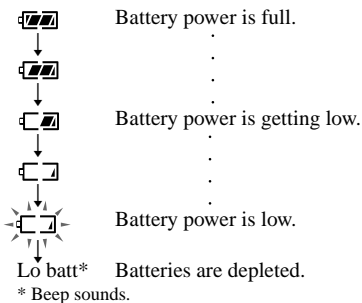 Battery power is full.
Battery power is getting low.
Battery power is low.
Lo batt* Batteries are depleted.
* Beep sounds.